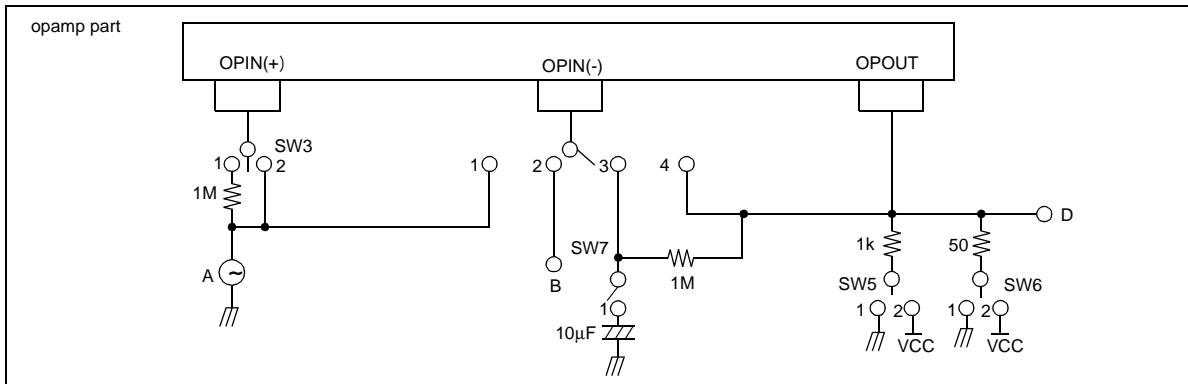 opamp part
OPIN(+)
OPIN(-)
OPOUT
SW3
1
2
1
2
3
4
1M
D
SW7
1k
50
A
B
1M
SW5
SW6
1
1
2
1
2
10μF
VCC
VCC